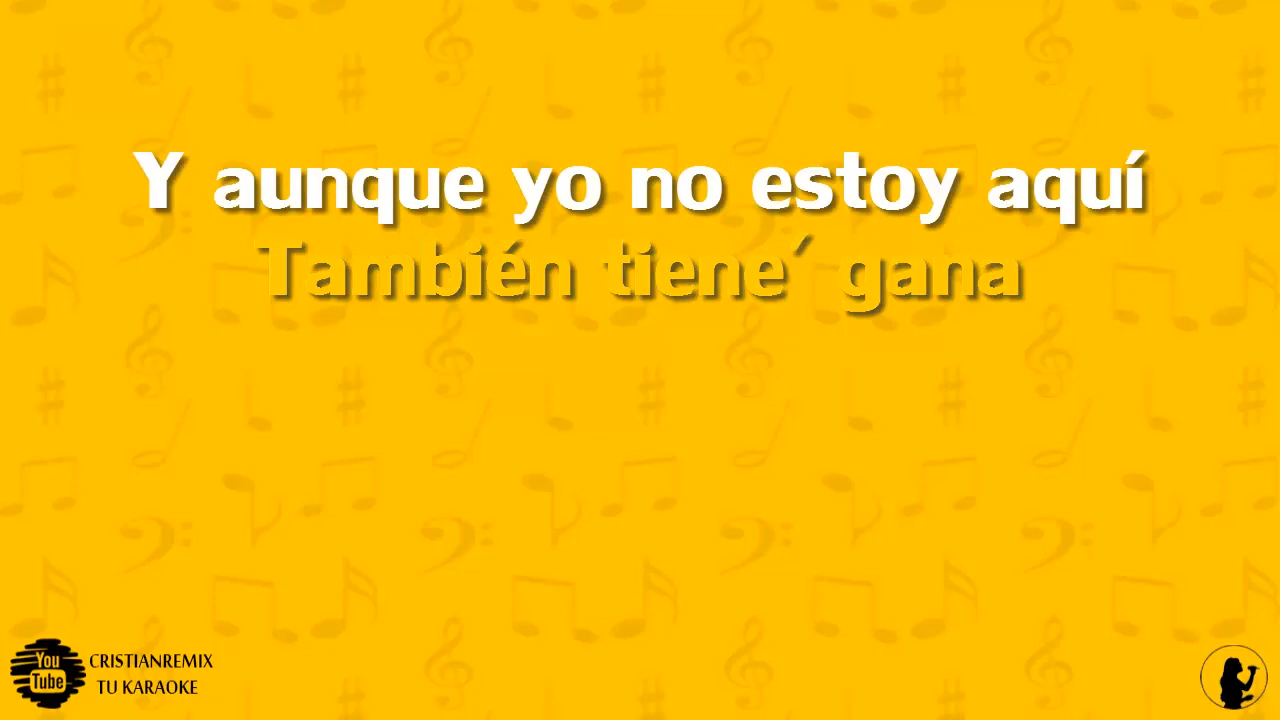 Y aunque yo no estoy aquí
También tiene´ gana
You
Tube
CRISTIANREMIX
TU KARAOKE